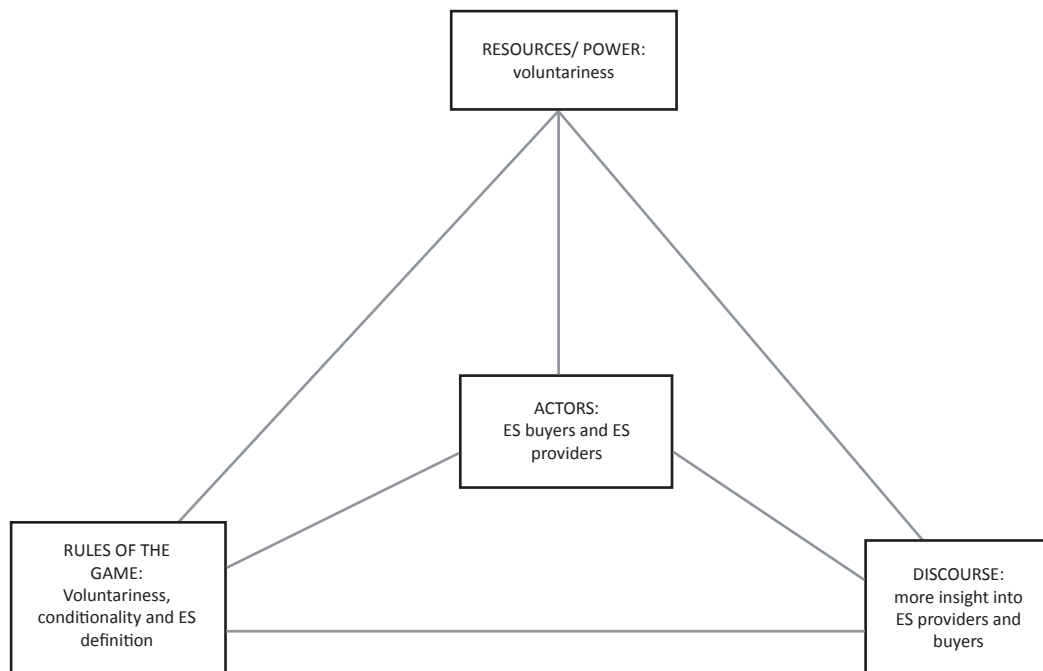 RESOURCES/ POWER:
voluntariness
ACTORS:
ES buyers and ES
providers
RULES OF THE
GAME:
Voluntariness,
conditionality and ES
definition
DISCOURSE:
more insight into
ES providers and
buyers